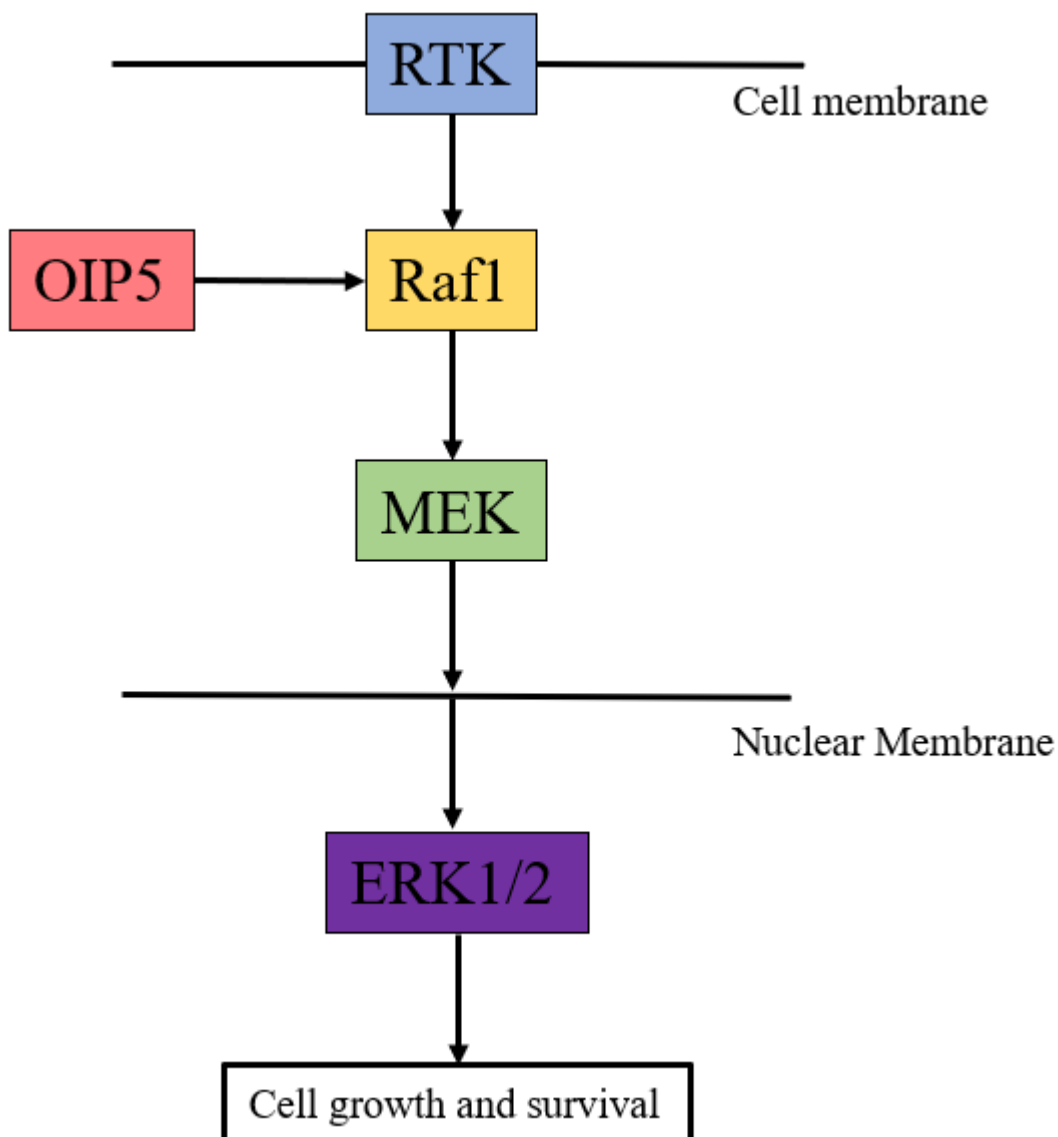 RTK
Cell membrane
OIP5
Raf1
MEK
Nuclear Membrane
ERK1/2
Cell growth and survival